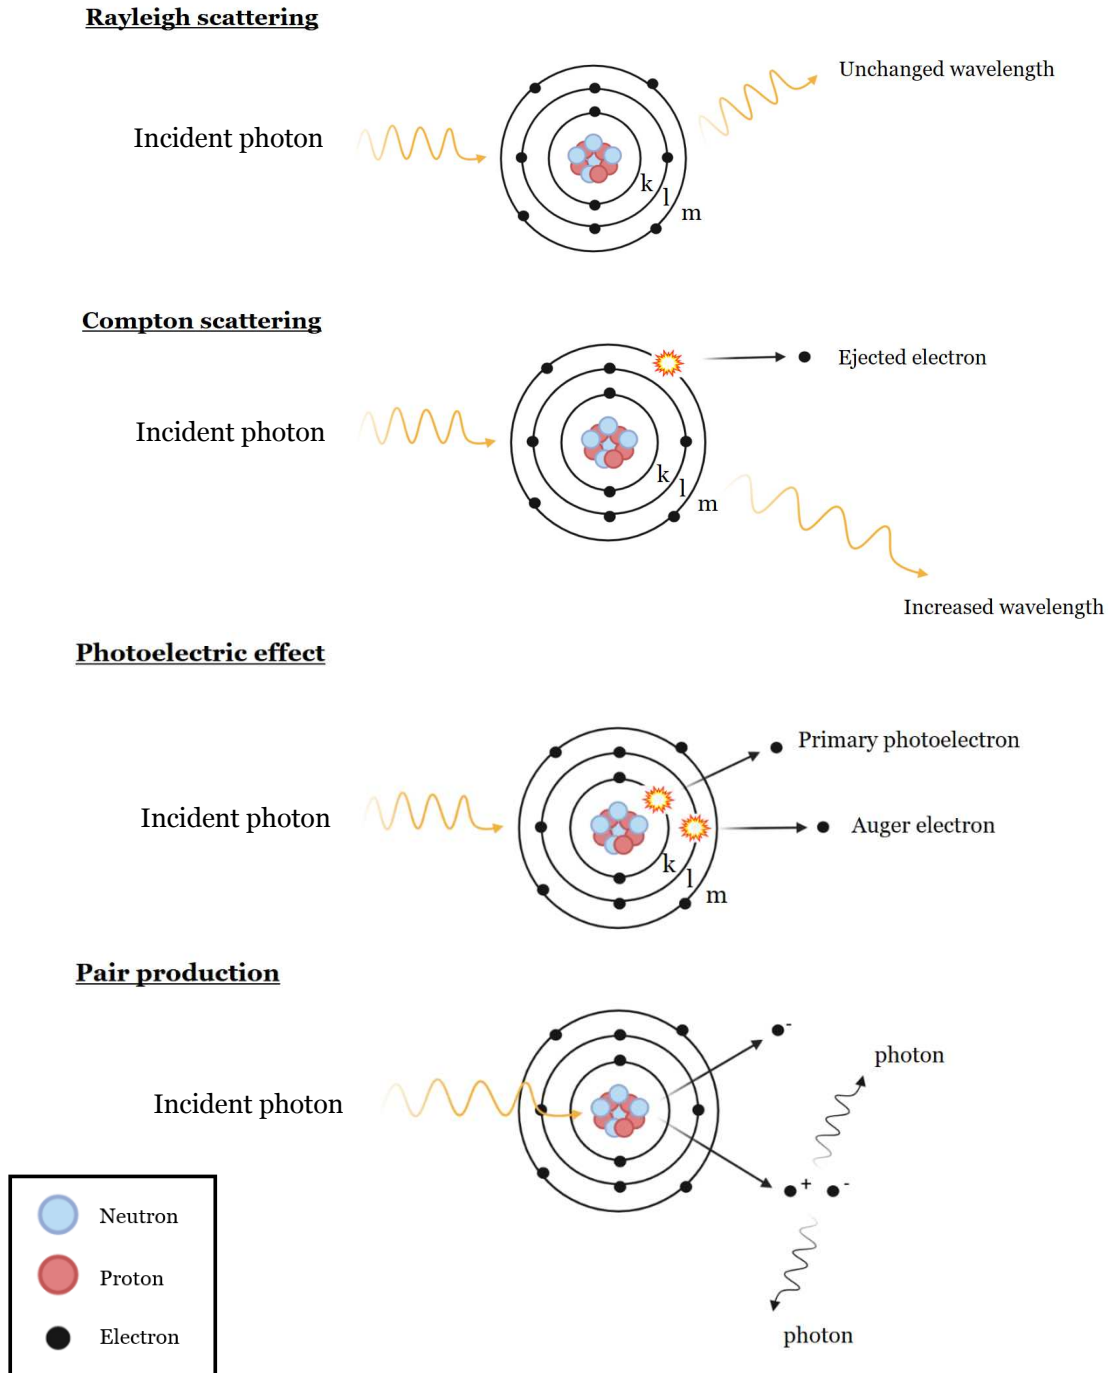 Rayleigh scattering
Unchanged wavelength
Incident photon
k
l
m
Compton scattering
Ejected electron
Incident photon
k
l
m
Increased wavelength
Photoelectric effect
Primary photoelectron
Incident photon
Auger electron
k
l
m
Pair production
-
photon
Incident photon
+ -
Neutron
Proton
Electron
photon